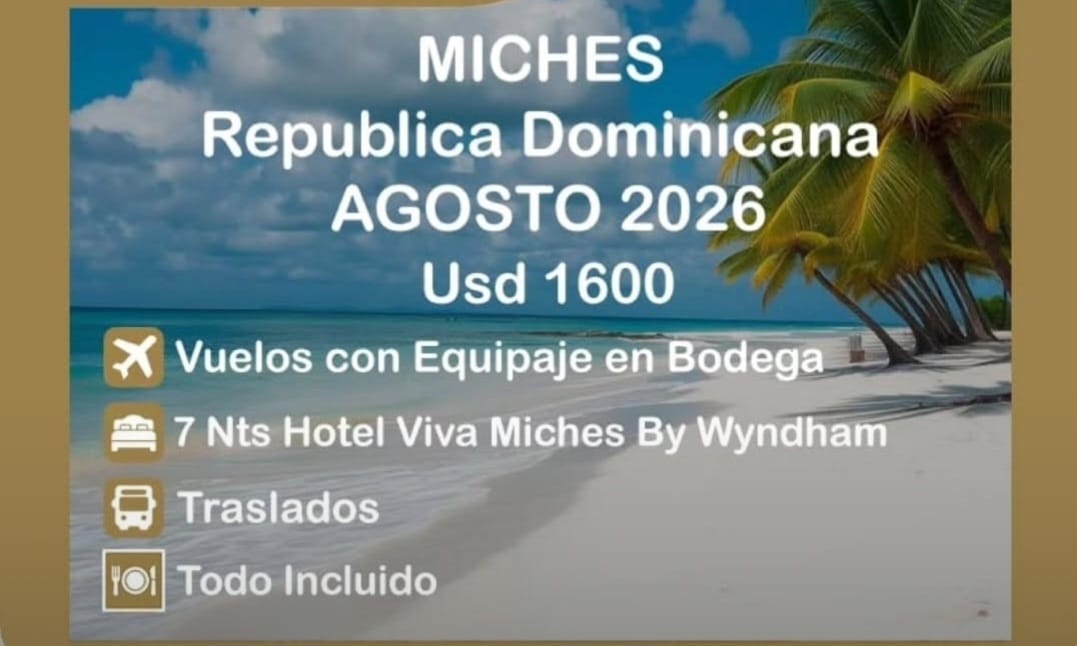 MICHES
Republica Dominicana
AGOSTO 2026
Usd 1600
Vuelos con Equipaje en Bodega
7 Nts Hotel Viva Miches By Wyndham
Traslados
Todo Incluido